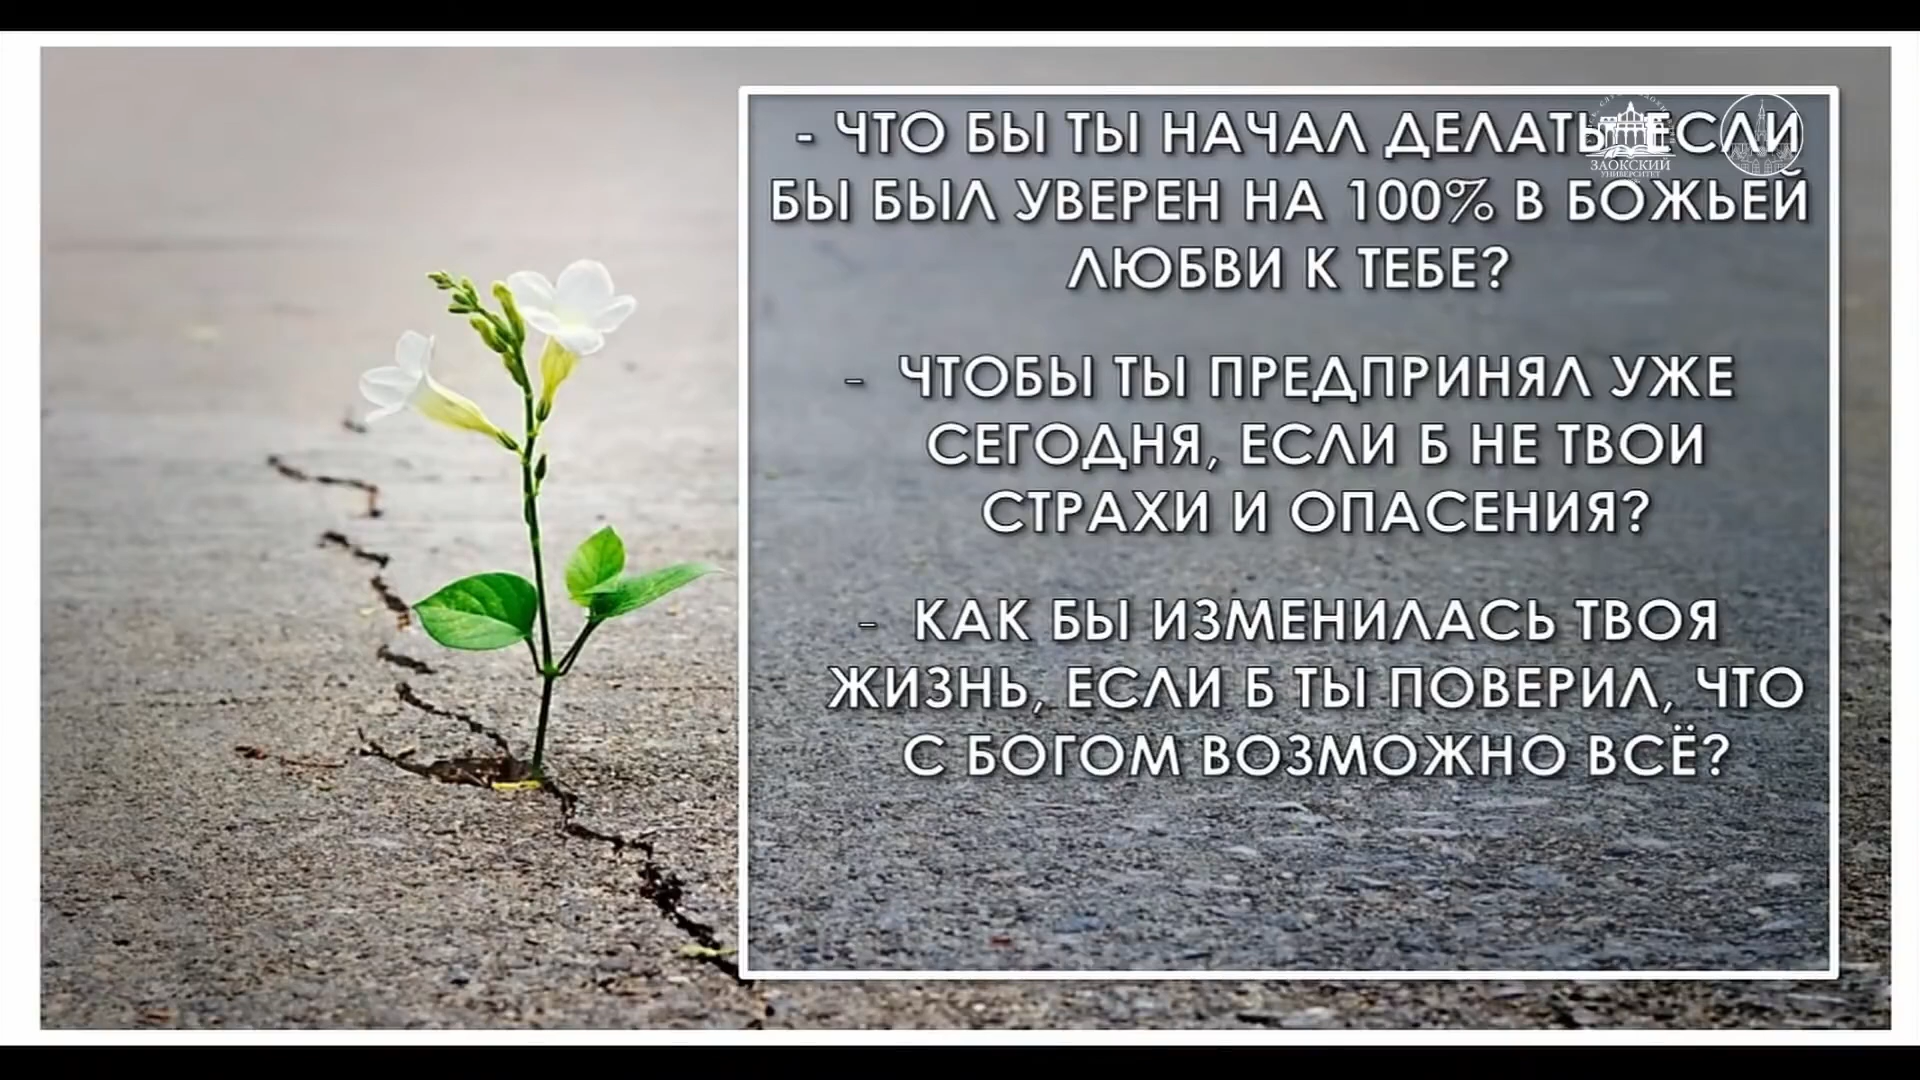 - ЧТО БЫ ТЫ НАЧАЛ ДЕЛАТЬ ЕСЛИ
БЫ БЫЛ УВЕРЕН НА 100% В БОЖЬЕЙ
ЛЮБВИ К ТЕБЕ?
- ЧТОБЫ ТЫ ПРЕДПРИНЯЛ УЖЕ
СЕГОДНЯ, ЕСЛИ Б НЕ ТВОИ
СТРАХИ И ОПАСЕНИЯ?
- КАК БЫ ИЗМЕНИЛАСЬ ТВОЯ
ЖИЗНЬ, ЕСЛИ Б ТЫ ПОВЕРИЛ, ЧТО
С БОГОМ ВОЗМОЖНО ВСЁ?
ЗАОКСКИЙ
УНИВЕРСИТЕТ